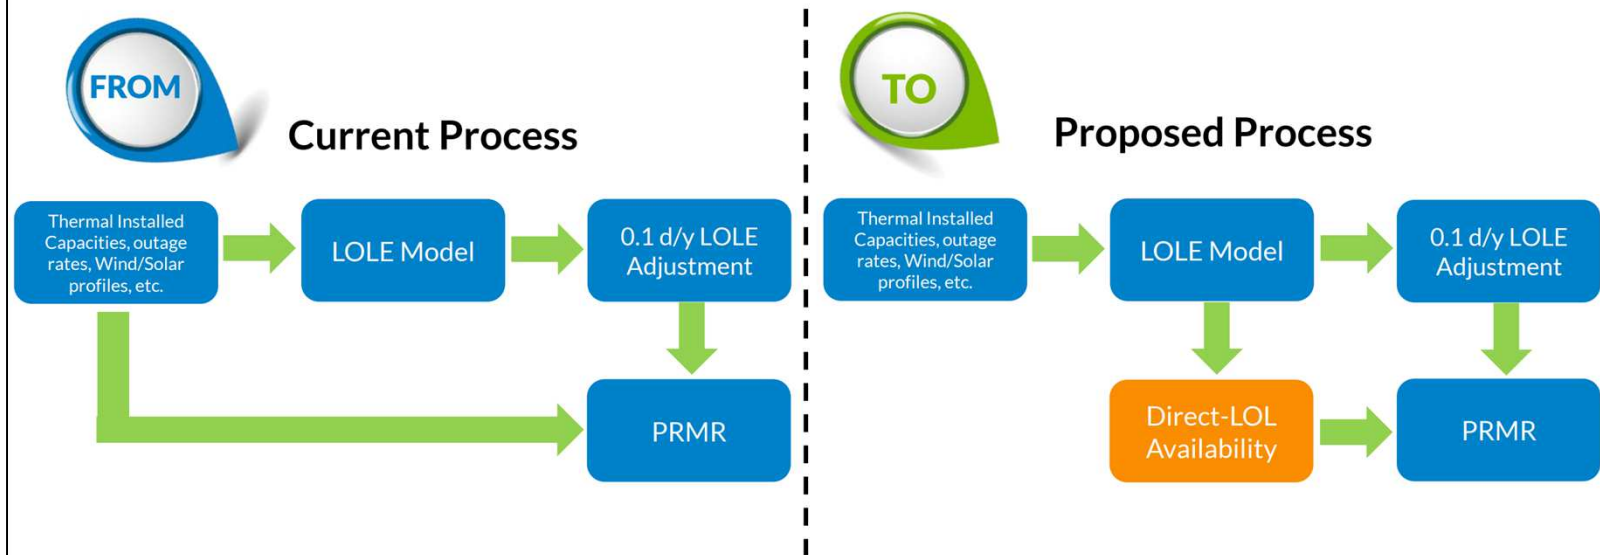 FROM
Current Process
Thermal Installed
Capacities, outage
rates, Wind/Solar
profiles, etc.
LOLE Model
0.1 d/y LOLE
Adjustment
PRMR
TO
Proposed Process
Thermal Installed
Capacities, outage
rates, Wind/Solar
profiles, etc.
LOLE Model
0.1 d/y LOLE
Adjustment
Direct-LOL
Availability
PRMR